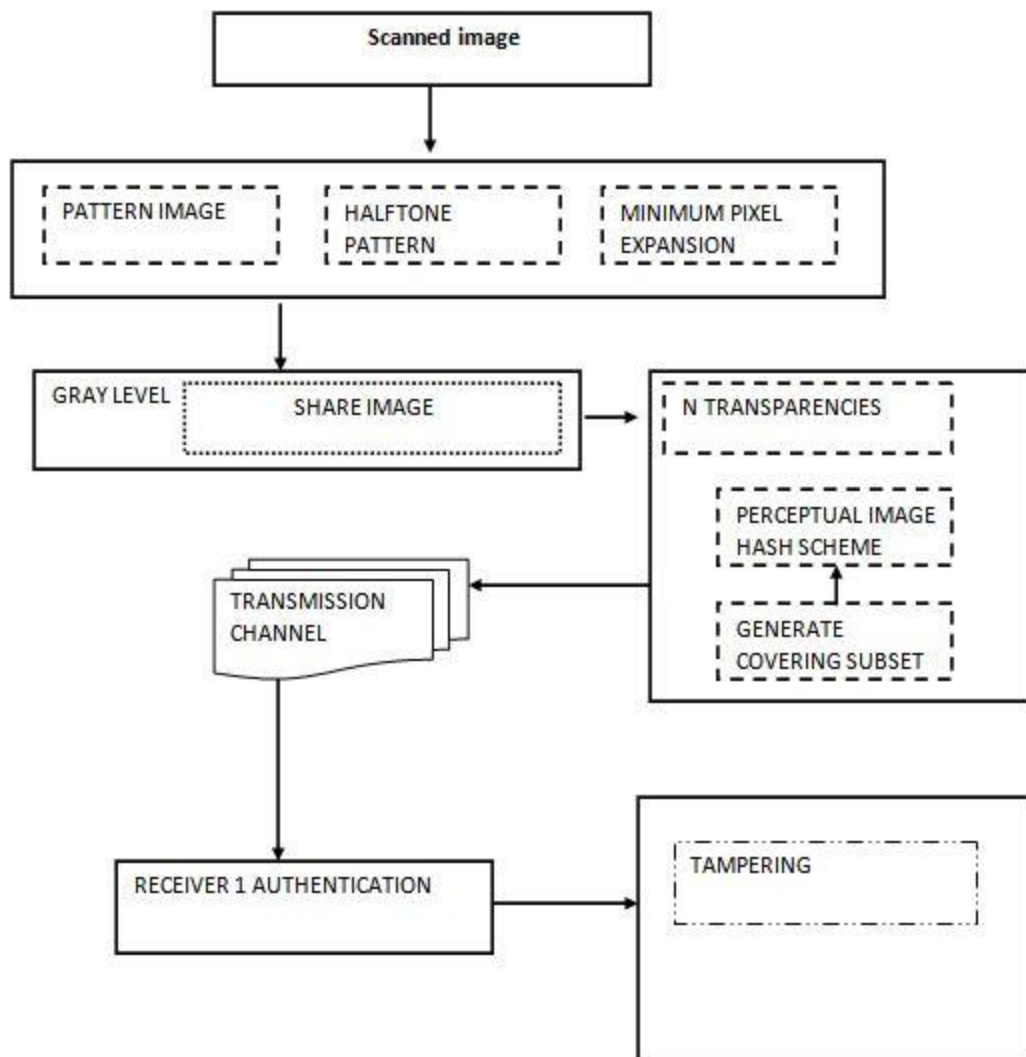 Scanned image
PATTERN IMAGE
HALFTONE
PATTERN
MINIMUM PIXEL
EXPANSION
GRAY LEVEL
SHARE IMAGE
N TRANSPARENCIES
PERCEPTUAL IMAGE
HASH SCHEME
GENERATE
COVERING SUBSET
TRANSMISSION
CHANNEL
RECEIVER 1 AUTHENTICATION
TAMPERING